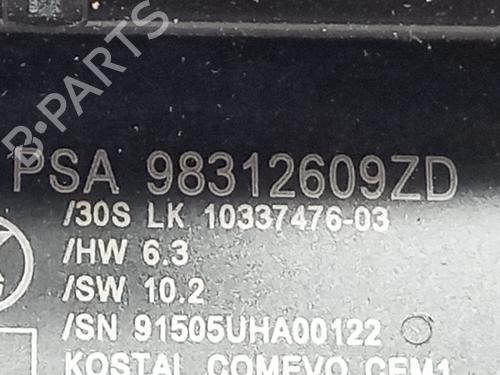 B-PARTS
PSA 98312609ZD
/30S LK 10337476-03
/HW 6.3
/SW 10.2
/SN 91505UHA00122
KOSTAL COMEVO CEM1